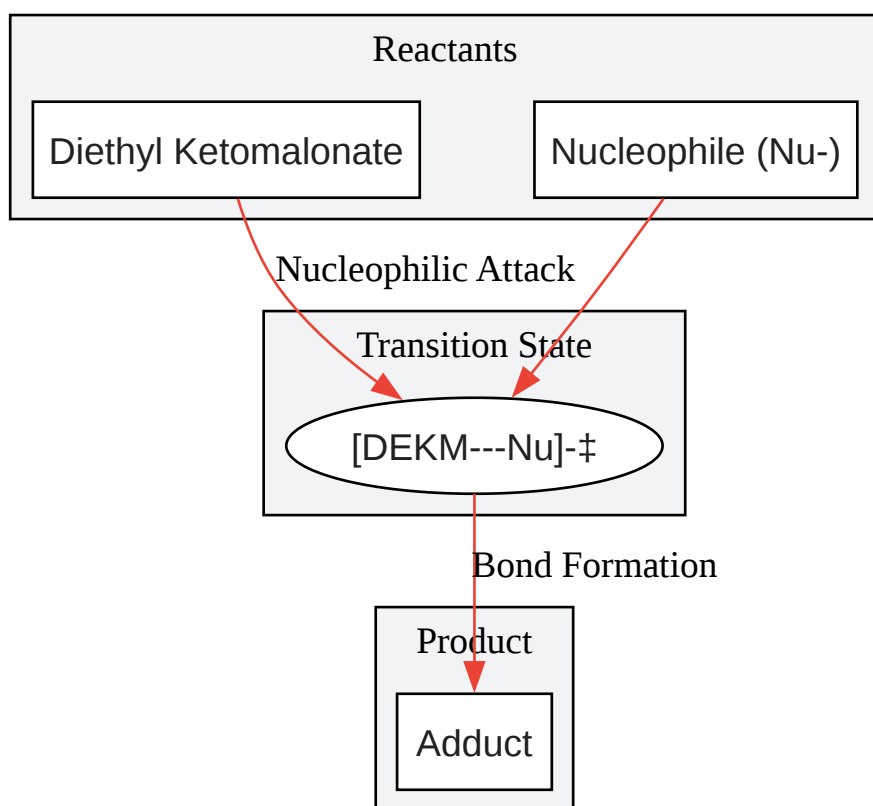 Reactants
Diethyl Ketomalonate
Nucleophile (Nu-)
Nucleophilic Attack
Transition State
[DEKM---Nu]-‡
Bond Formation
Product
Adduct